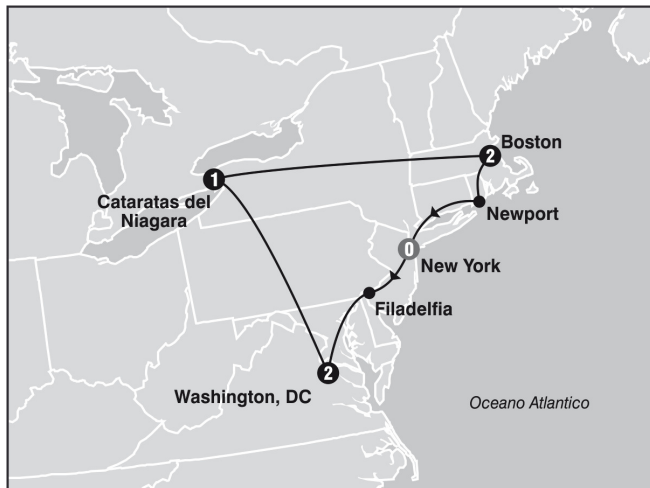 2
Boston
1
Cataratas del
Niagara
Newport
0
New York
Filadelfia
2
Washington, DC
Oceano Atlantico